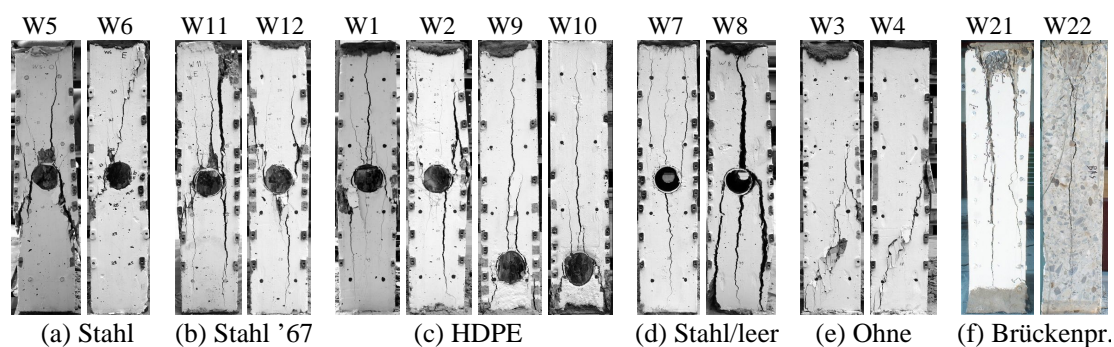 W5 W6 W11 W12 W1 W2 W9 W10 W7 W8 W3 W4 W21 W22
(a) Stahl (b) Stahl ’67 (c) HDPE (d) Stahl/leer (e) Ohne (f) Brückenpr.